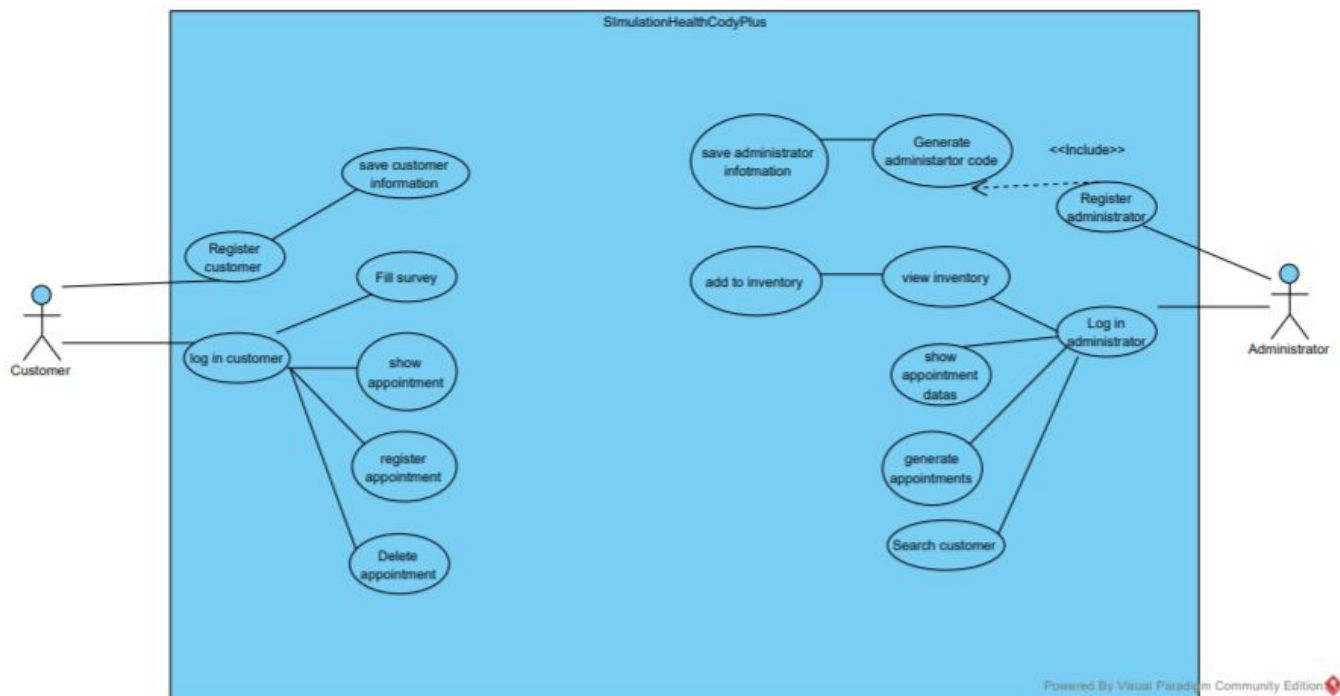 SImulationHealthCodyPlus
save customer
information
Register
customer
Fill survey
log in customer
show
appointment
register
appointment
Delete
appointment
Customer
save administrator
infotmation
Generate
administartor code
<<Include>>
Register
administrator
add to inventory
view inventory
Log in
administrator
show
appointment
datas
generate
appointments
Search customer
Administrator
Powered By Visual Paradigm Community Edition